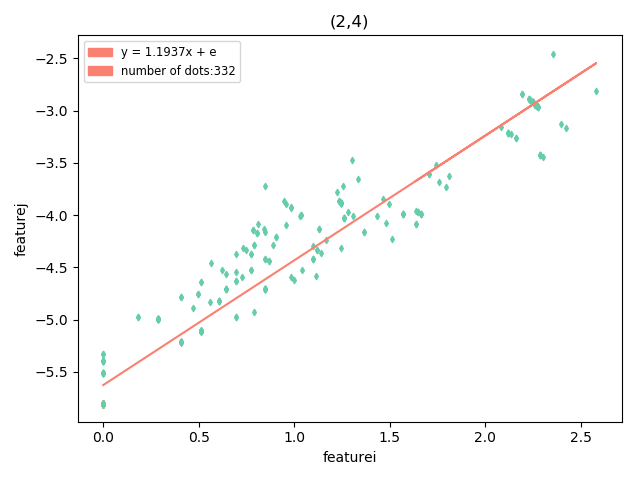 (2,4)
y = 1.1937x + e
number of dots:332
featurej
−2.5
−3.0
−3.5
−4.0
−4.5
−5.0
−5.5
0.0 0.5 1.0 1.5 2.0 2.5
featurei